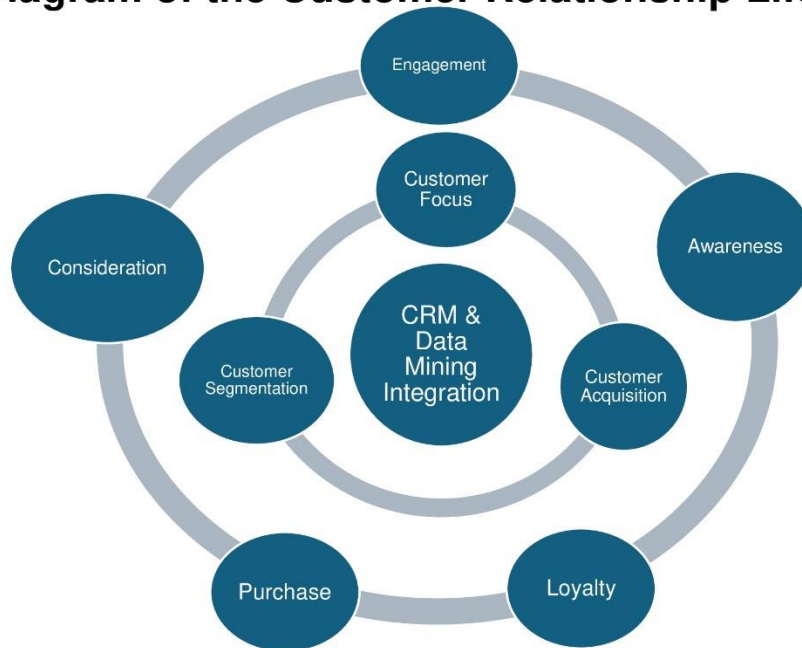 of the Customer Relationship
Engagement
Customer
Focus
Awareness
Consideration
CRM &
Data
Mining
Integration
Customer
Segmentation
Customer
Acquisition
Purchase
Loyalty